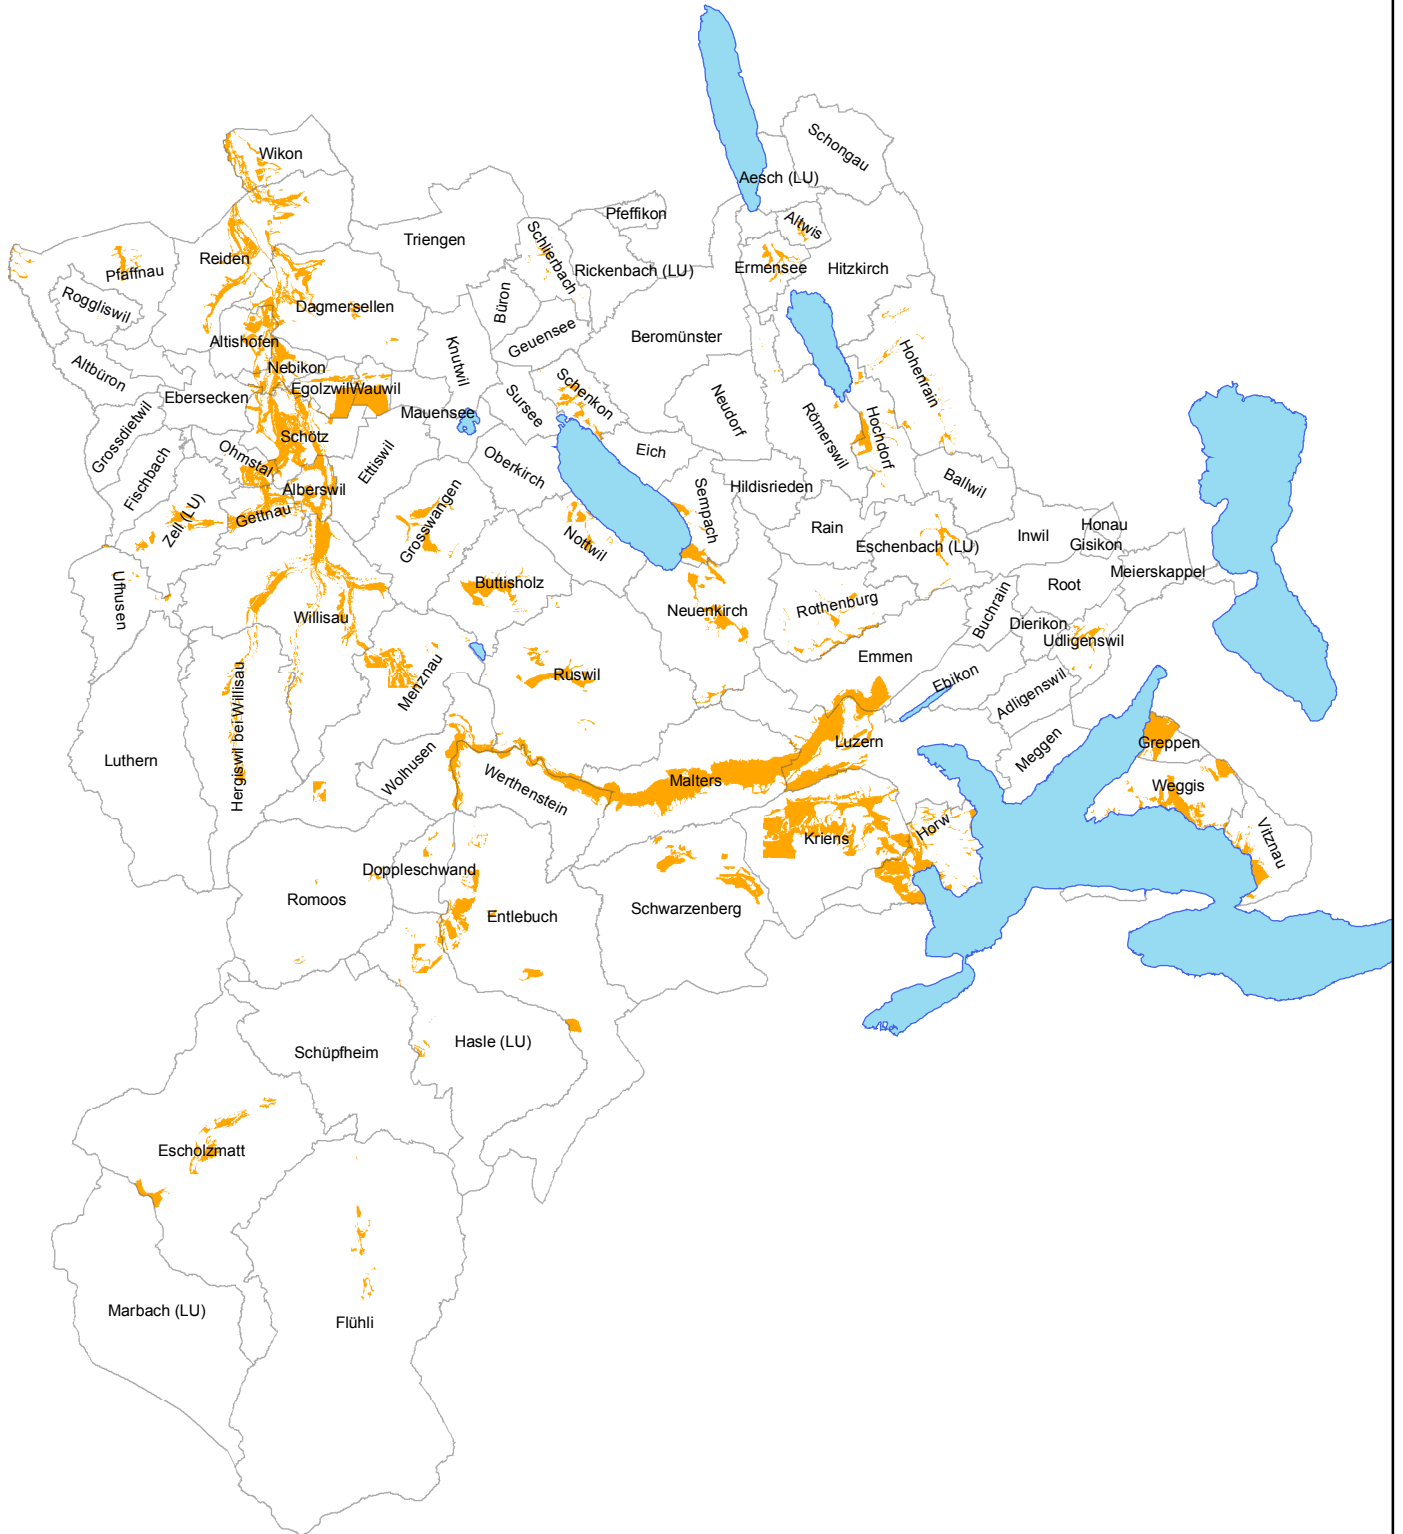 Schongau
Wikon
Aesch (LU)
Pfeffikon
Altwis
Triengen
Schlierbach
Reiden
Pfaffnau
Rickenbach (LU)
Ermensee
Hitzkirch
Roggliswil
Büron
Dagmersellen
Altishofen
Geuensee
Beromünster
Knutwil
Nebikon
Altbüron
Hohenrain
Egolzwil
Wauwil
Schenkon
Ebersecken
Sursee
Neudorf
Mauensee
Grossdietwil
Römerswil
Hochdorf
Schötz
Ohmstal
Ettiswil
Eich
Fischbach
Oberkirch
Alberswil
Hildisrieden
Ballwil
Sempach
Zell (LU)
Gettnau
Grosswangen
Rain
Honau
Inwil
Nottwil
Eschenbach (LU)
Gisikon
Meierskappel
Root
Buttisholz
Ufhusen
Rothenburg
Buchrain
Neuenkirch
Willisau
Dierikon
Udligenswil
Emmen
Ruswil
Menznau
Ebikon
Adligenswil
Hergiswil bei Willisau
Luzern
Greppen
Meggen
Luthern
Wolhusen
Werthenstein
Malters
Weggis
Horw
Kriens
Vitznau
Doppleschwand
Romoos
Entlebuch
Schwarzenberg
Hasle (LU)
Schüpfheim
Escholzmatt
Marbach (LU)
Flühli